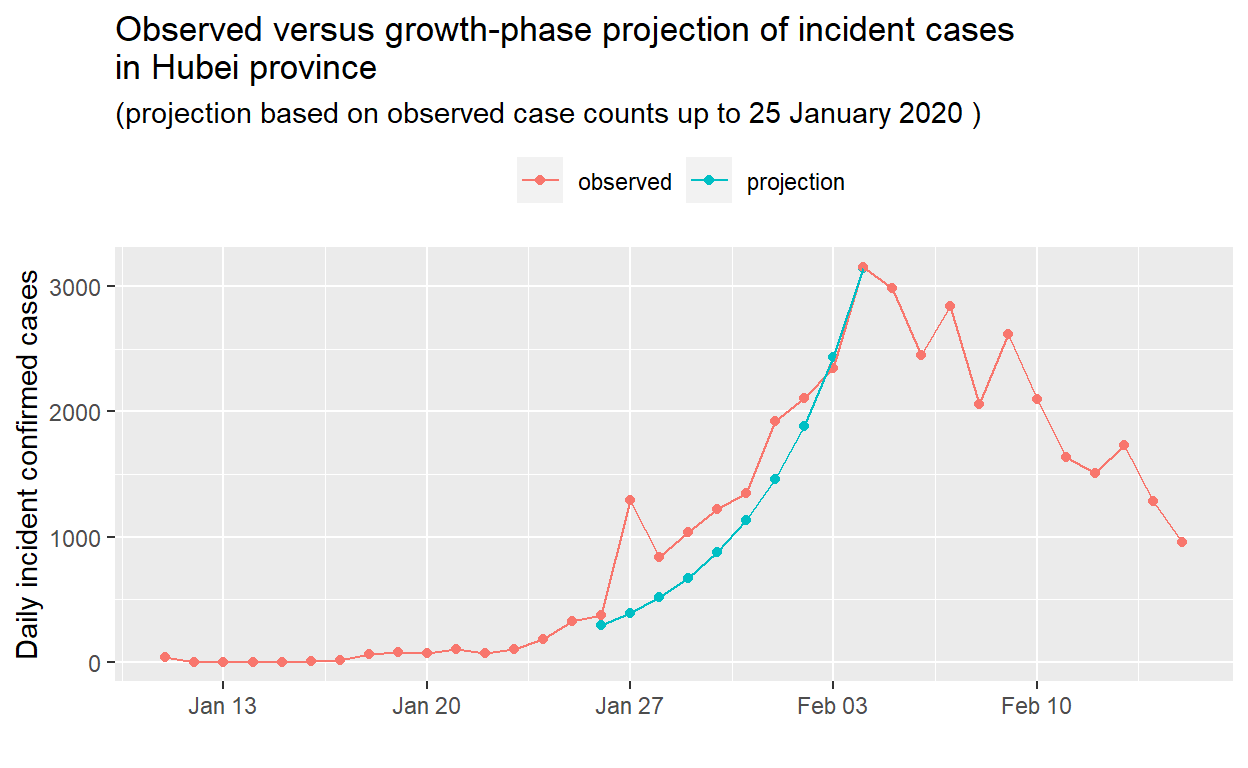 Observed versus growth-phase projection of incident cases
in Hubei province
(projection based on observed case counts up to 25 January 2020 )
observed projection
Daily incident confirmed cases
3000
2000
1000
0
Jan 13 Jan 20 Jan 27 Feb 03 Feb 10